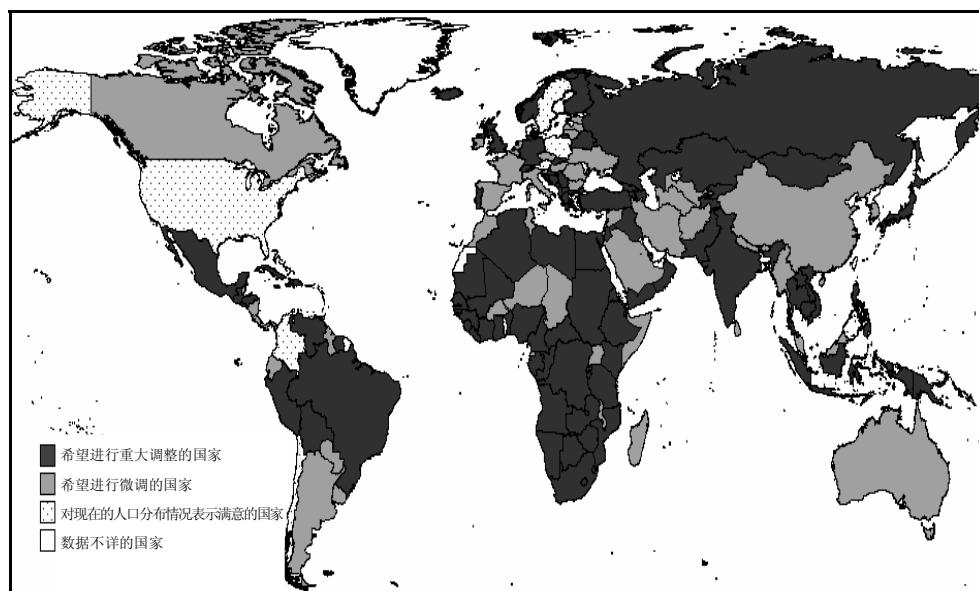 希望进行重大调整的国家
希望进行微调的国家
对现在的人口分布情况表示满意的国家
数据不详的国家